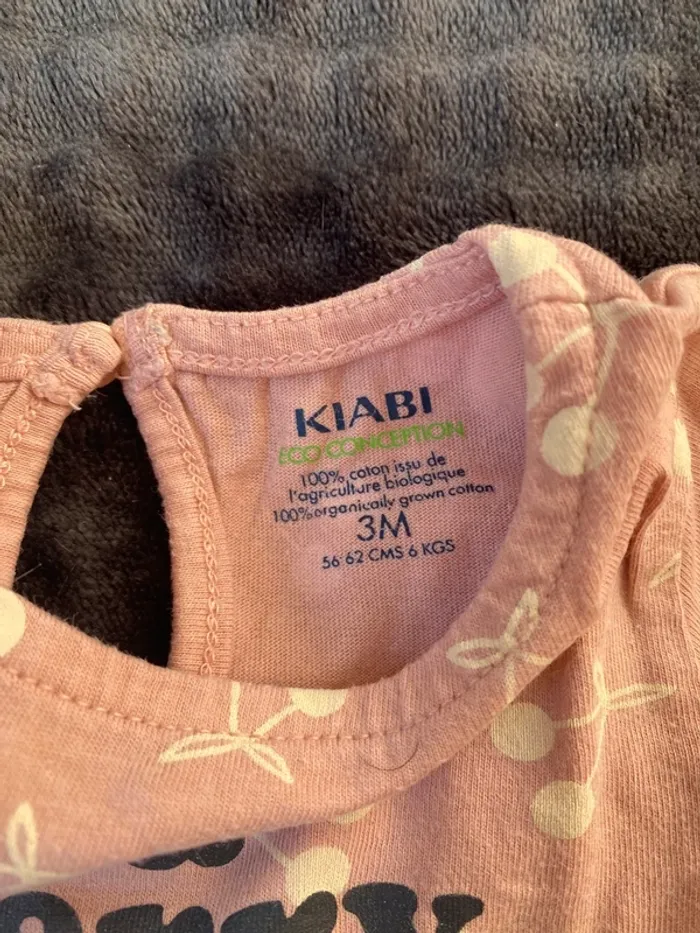 KIABI
ECO CONCEPTION
100% coton issu de
l'agriculture biologique
100% organically grown cotton
3M
56 62 CMS 6 KGS